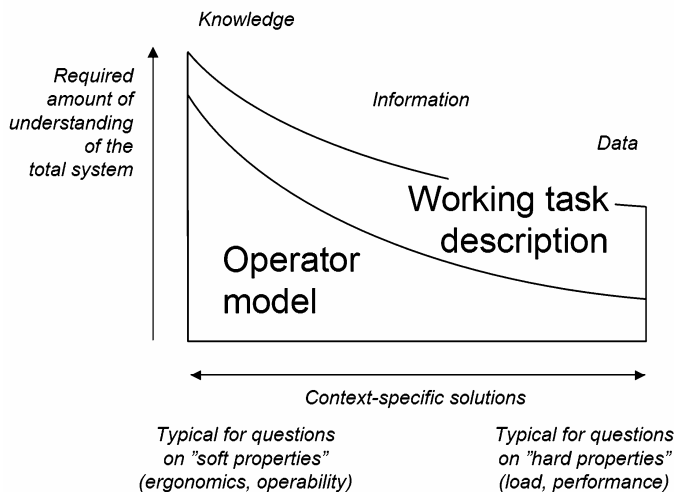 Knowledge
Required
amount of
understanding
of the
total system
Information
Data
Working task
description
Operator
model
Context-specific solutions
Typical for questions
on ”soft properties”
(ergonomics, operability)
Typical for questions
on ”hard properties”
(load, performance)